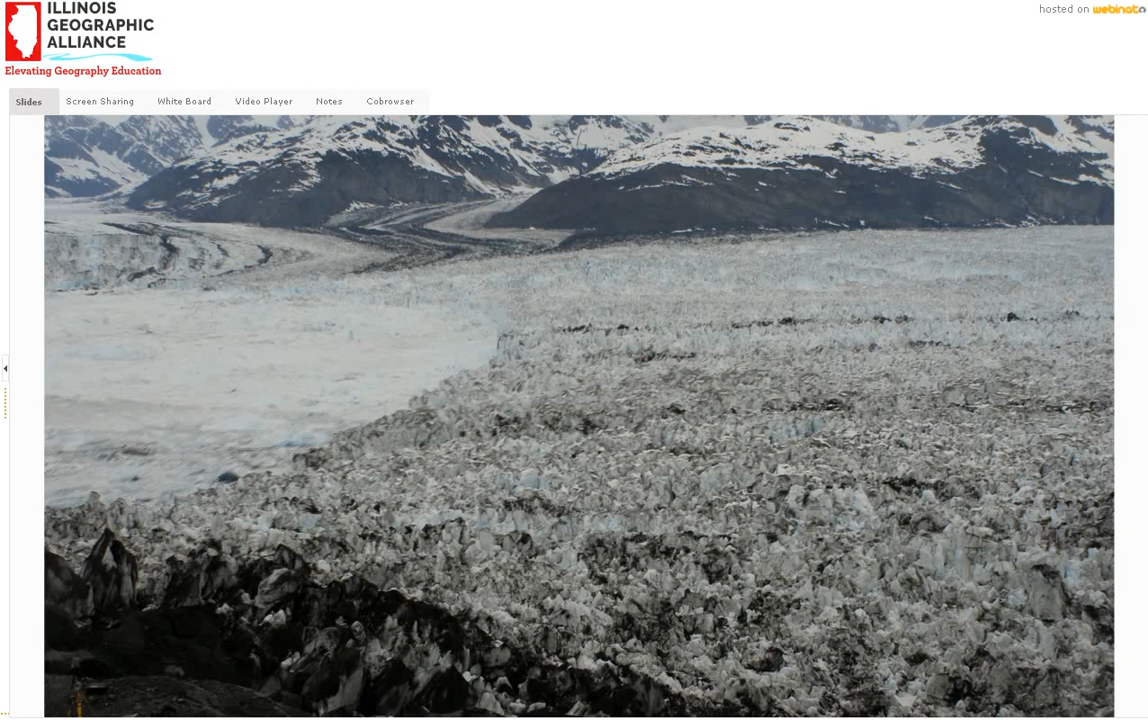 ILLINOIS
GEOGRAPHIC
ALLIANCE
Elevating Geography Education
hosted on webinato
Slides
Screen Sharing
White Board
Video Player
Notes
Cobrowser